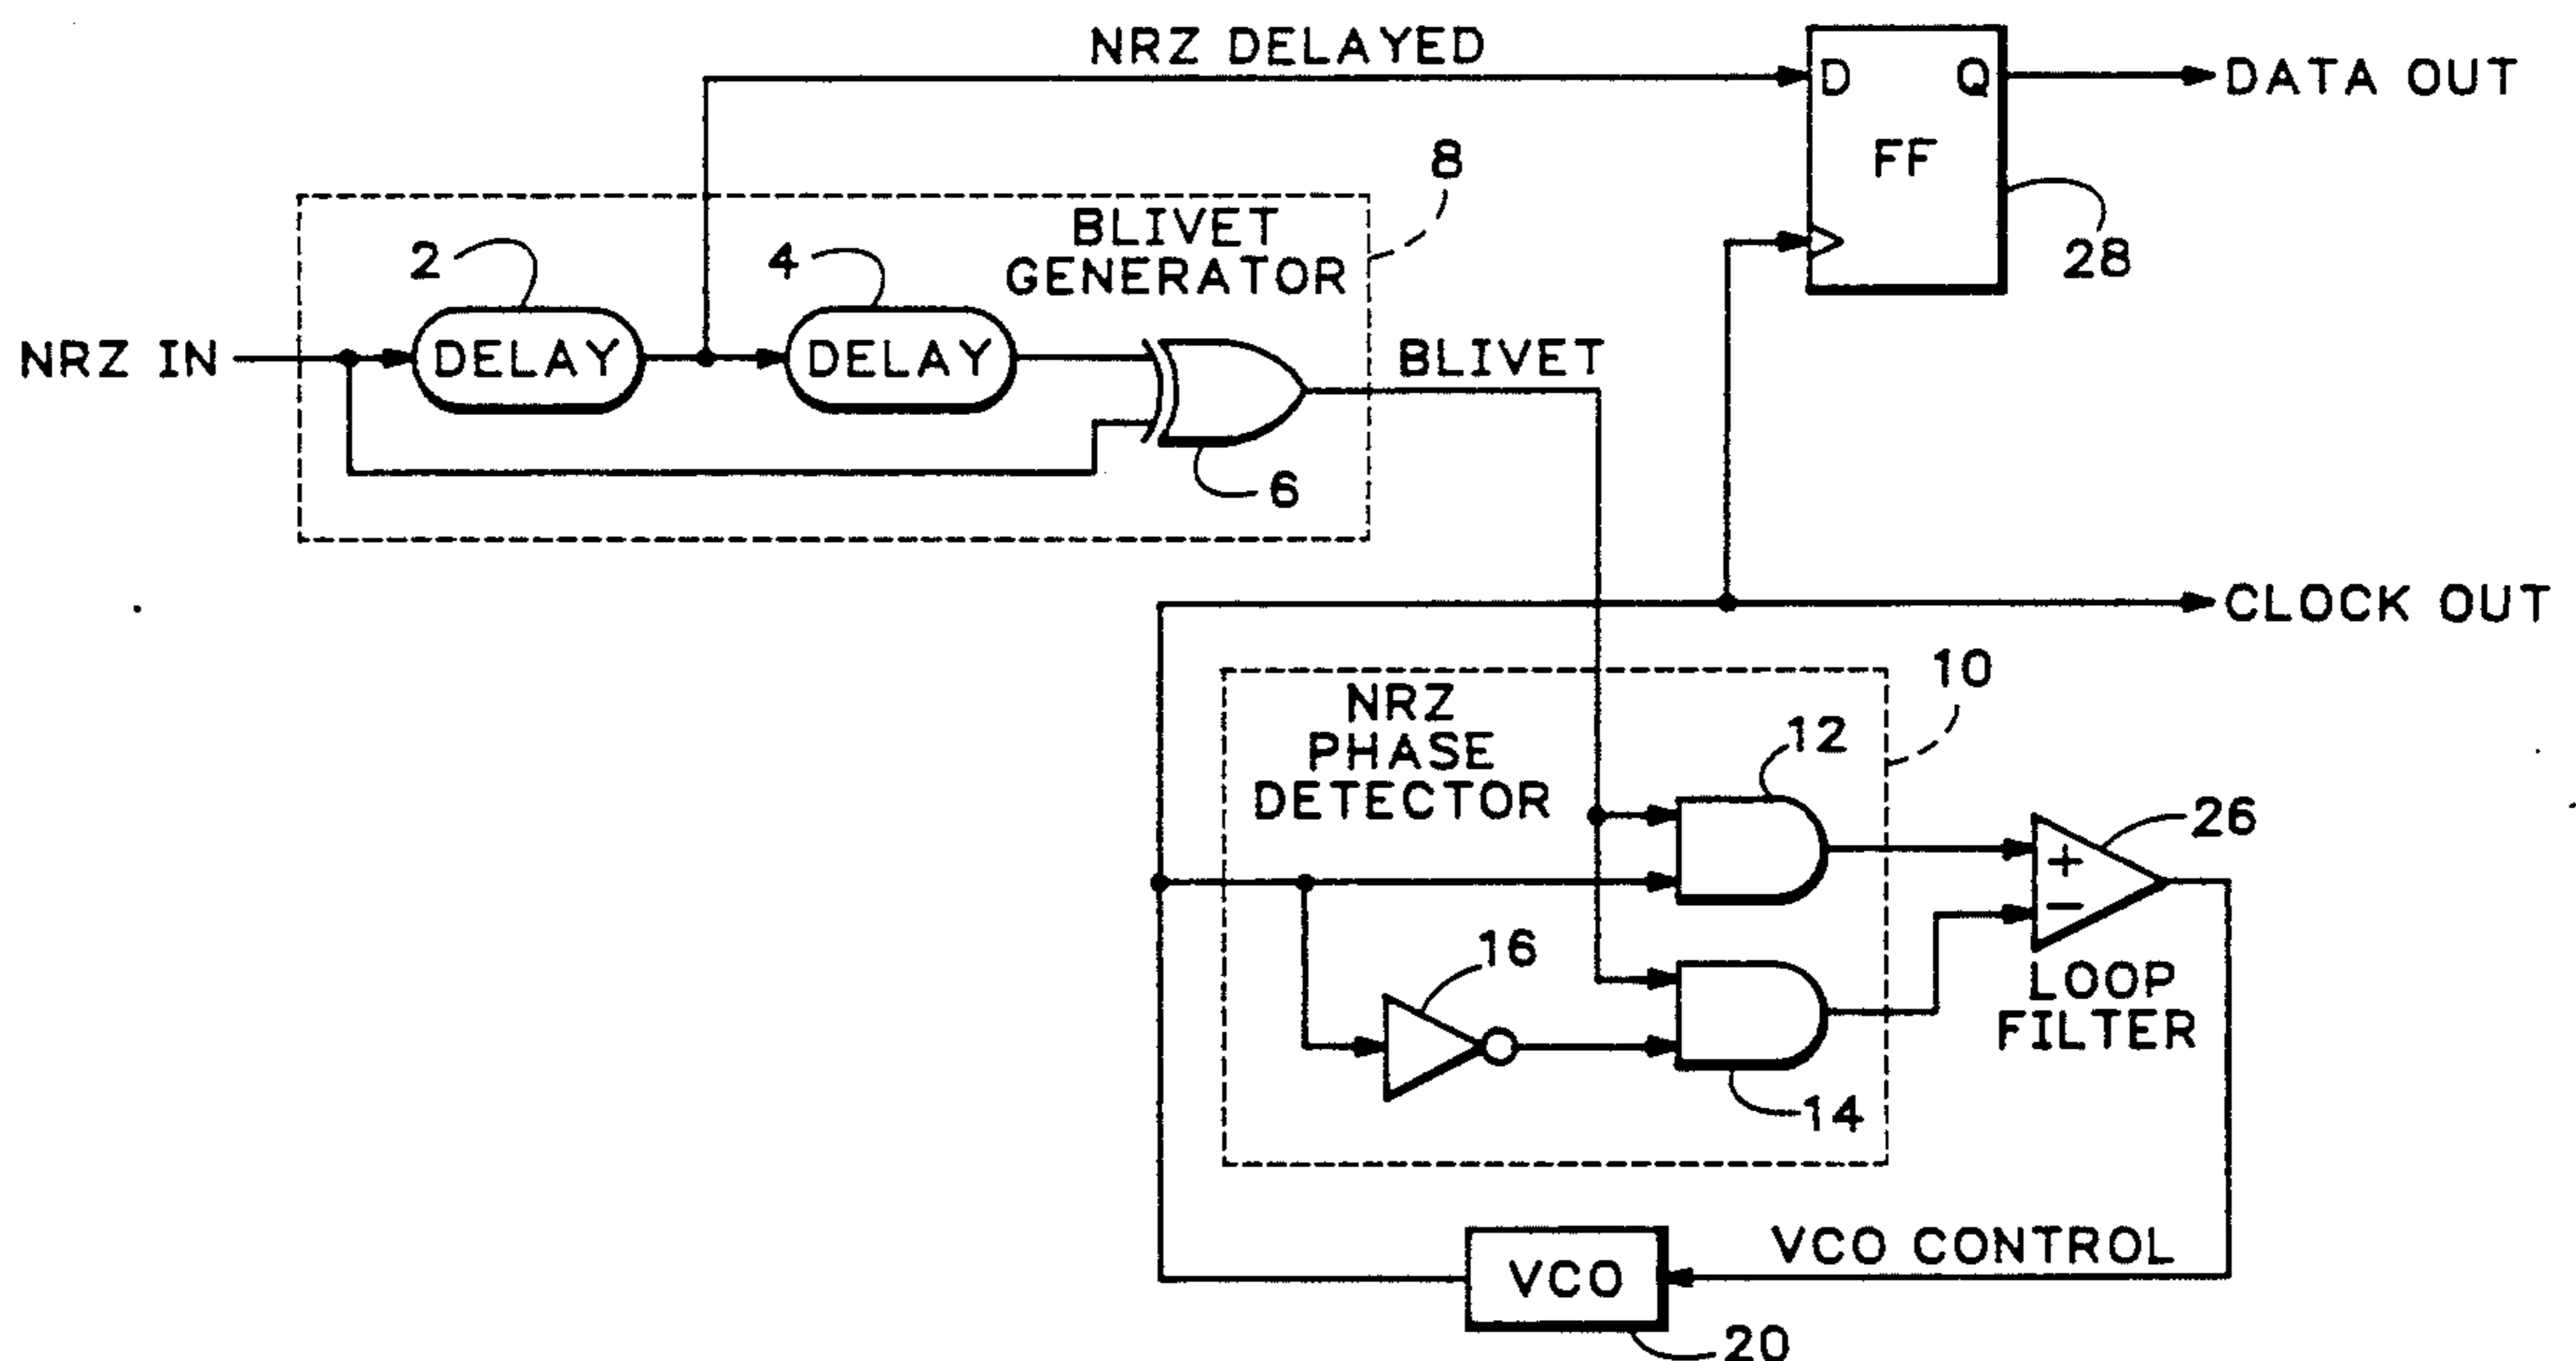 NRZ DELAYED
D Q
DATA OUT
FF
28
8
BLIVET
GENERATOR
2
4
NRZ IN
DELAY
DELAY
6
BLIVET
CLOCK OUT
10
NRZ
PHASE
DETECTOR
12
26
+
−
16
LOOP
FILTER
14
VCO CONTROL
VCO
20